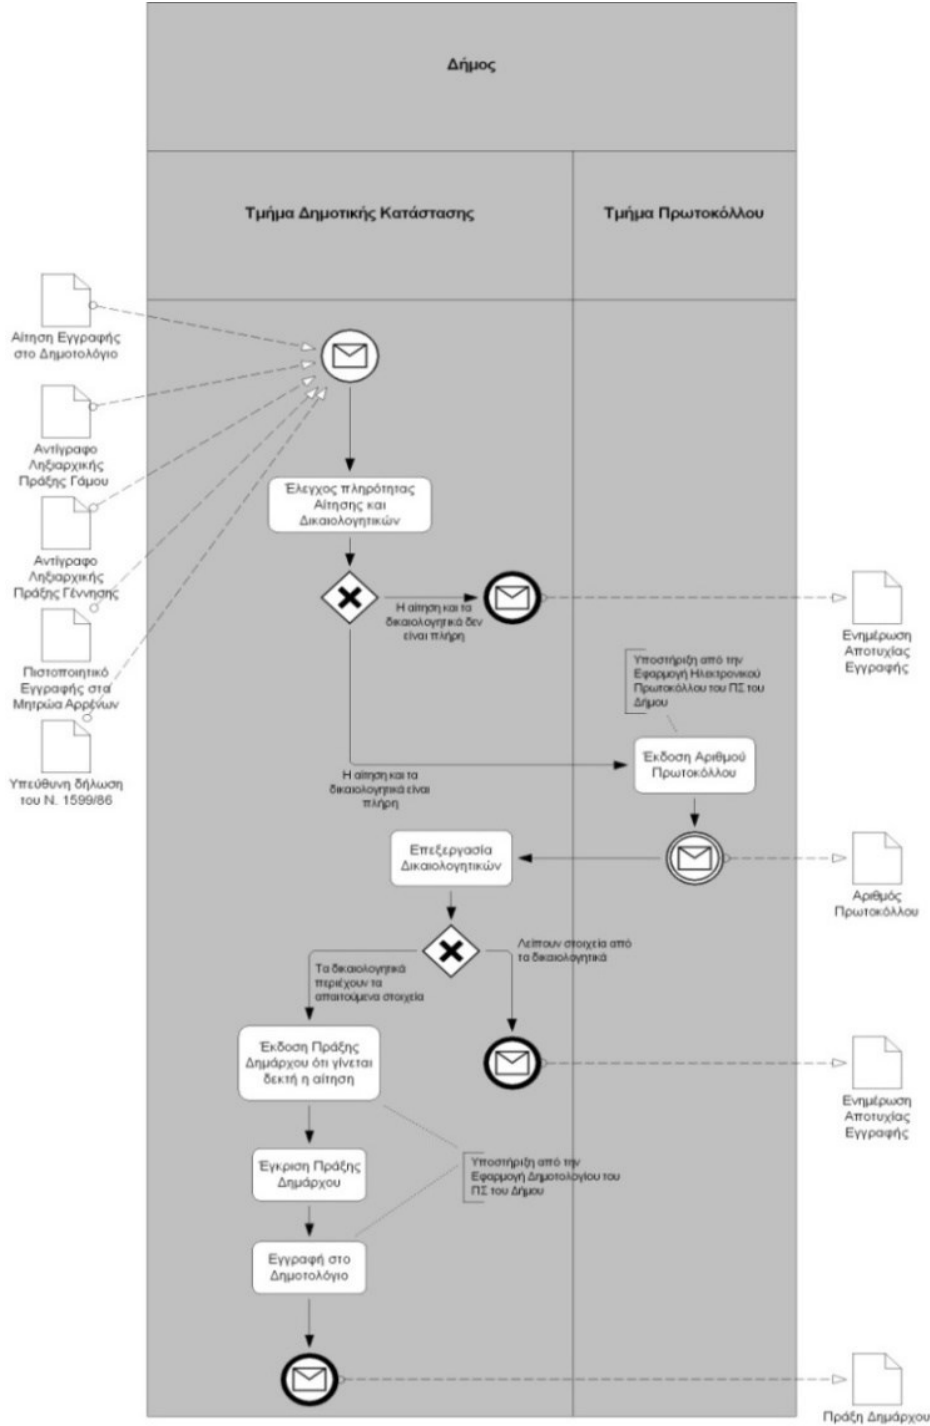 Δήμος
Τμήμα Δημοτικής Κατάστασης
Τμήμα Πρωτοκόλλου
Αίτηση Εγγραφής
στο Δημοτολόγιο
Αντίγραφο
Ληξιαρχικής
Πράξης Γάμου
Αντίγραφο
Ληξιαρχικής
Πράξης Γέννησης
Πιστοποιητικό
Εγγραφής στα
Μητρώα Αρρένων
Υπεύθυνη δήλωση
του Ν. 1599/86
Έλεγχος πληρότητας
Αίτησης και
Δικαιολογητικών
Η αίτηση και τα
δικαιολογητικά δεν
είναι πλήρη
Ενημέρωση
Αποτυχίας
Εγγραφής
Υποστήριξη από την
Εφαρμογή Ηλεκτρονικού
Πρωτοκόλλου του ΠΣ του
Δήμου
Έκδοση Αριθμού
Πρωτοκόλλου
Η αίτηση και τα
δικαιολογητικά είναι
πλήρη
Επεξεργασία
Δικαιολογητικών
Αριθμός
Πρωτοκόλλου
Λείπουν στοιχεία από
τα δικαιολογητικά
Τα δικαιολογητικά
περιέχουν τα
απαιτούμενα στοιχεία
Έκδοση Πράξης
Δημάρχου ότι γίνεται
δεκτή η αίτηση
Ενημέρωση
Αποτυχίας
Εγγραφής
Έγκριση Πράξης
Δημάρχου
Υποστήριξη από την
Εφαρμογή Δημοτολογίου του
ΠΣ του Δήμου
Εγγραφή στο
Δημοτολόγιο
Πράξη Δημάρχου